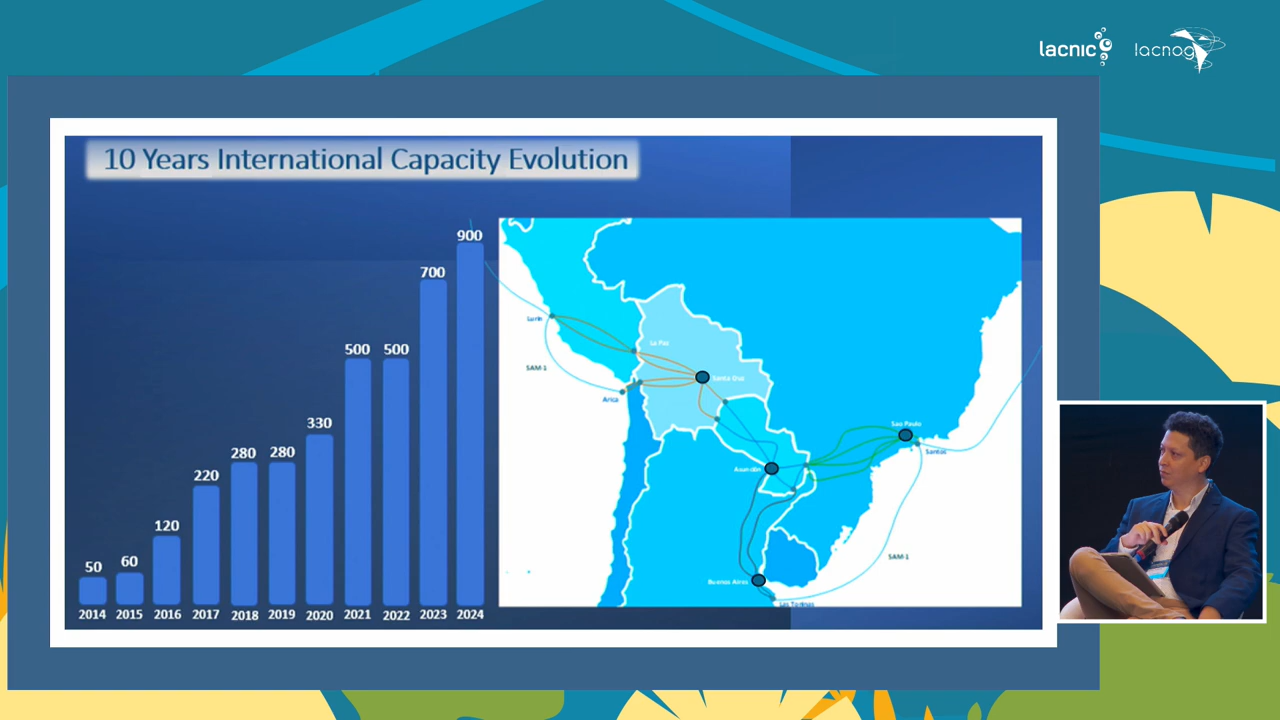 lacnic
lacnog
10 Years International Capacity Evolution
900
700
500 500
330
280 280
220
120
60
50
2014 2015 2016 2017 2018 2019 2020 2021 2022 2023 2024
Lurin
La Paz
SAM-1
Santa Cruz
Arica
Sao Paulo
Santos
Asunción
SAM-1
Buenos Aires
Las Toninas